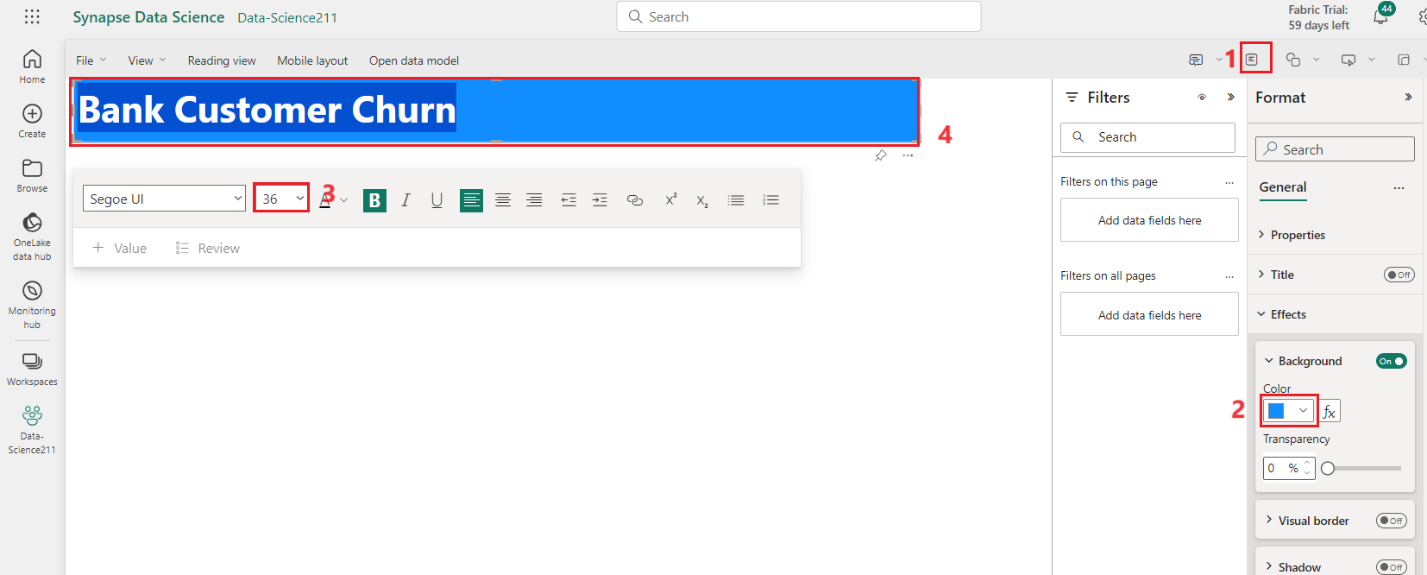 Synapse Data Science Data-Science211
Search
Fabric Trial:
59 days left
44
Home
Create
Browse
OneLake
data hub
Monitoring
hub
Workspaces
Data-
Science211
File View Reading view Mobile layout Open data model
1
Bank Customer Churn
4
Segoe UI
36
3
A
B I U
x²
x₂
+ Value
Review
Filters
Search
Filters on this page ...
Add data fields here
Filters on all pages ...
Add data fields here
Format
Search
General ...
Properties
Title Off
Effects
Background On
Color
2
fx
Transparency
0 %
Visual border Off
Shadow Off